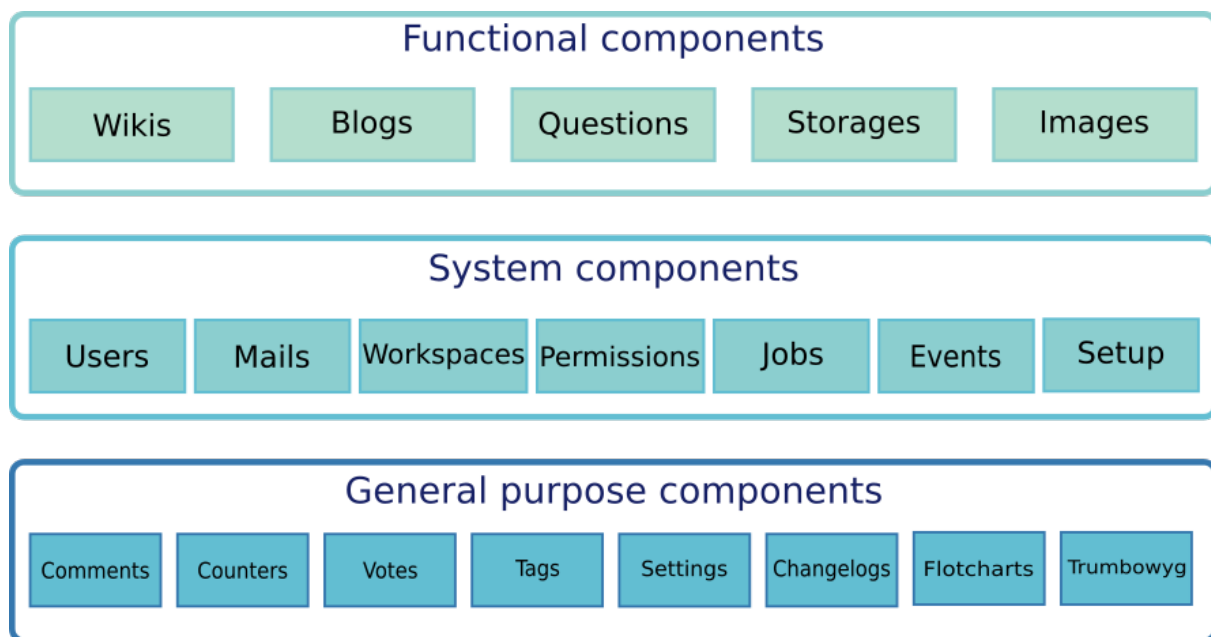 Functional components
Wikis
Blogs
Questions
Storages
Images
System components
Users
Mails
Workspaces
Permissions
Jobs
Events
Setup
General purpose components
Comments
Counters
Votes
Tags
Settings
Changelogs
Flotcharts
Trumbowyg